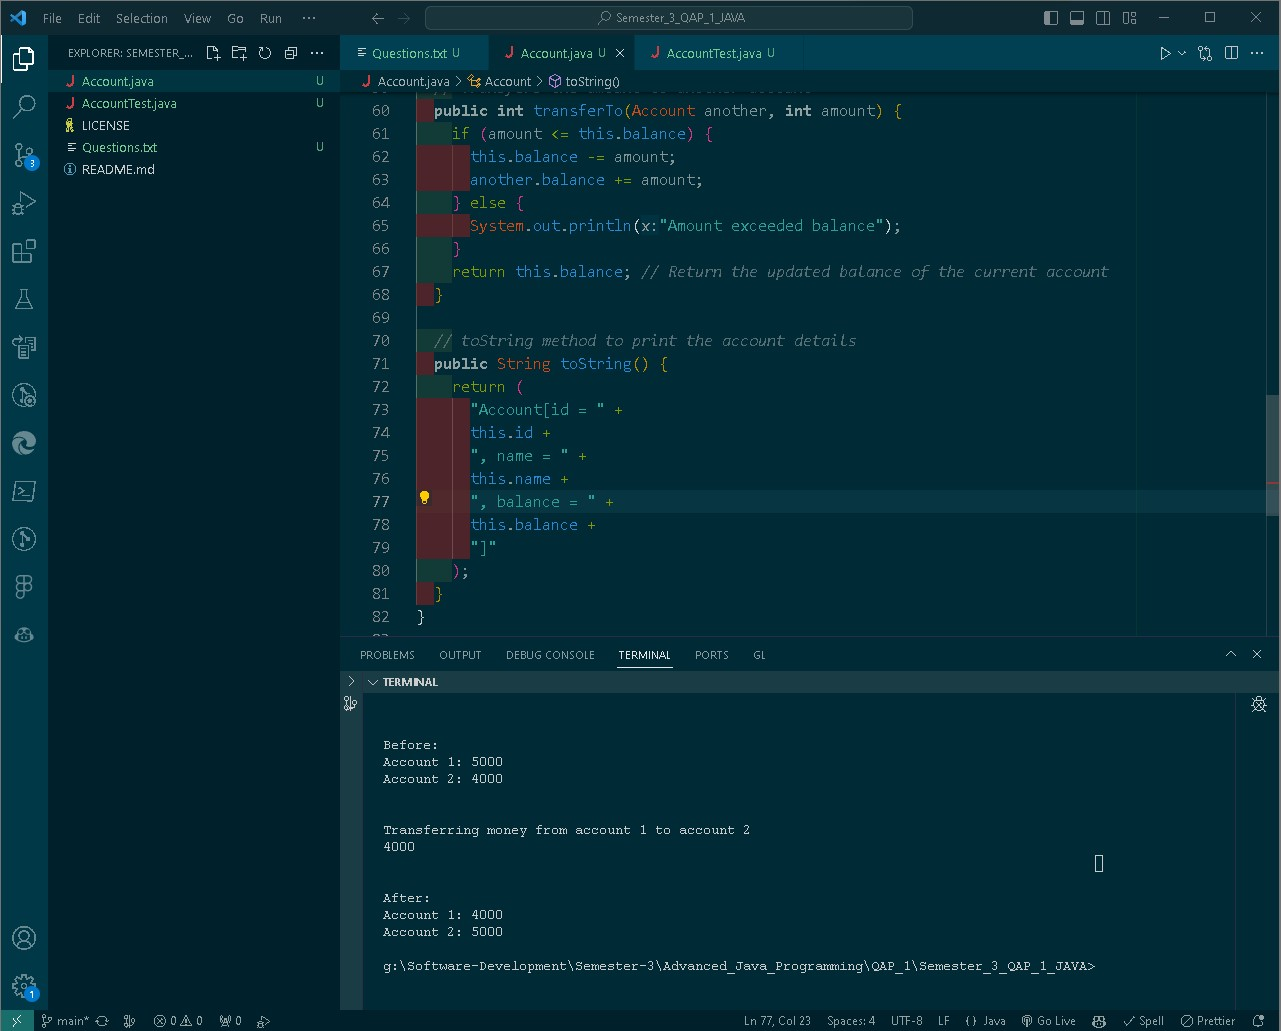 File Edit Selection View Go Run ··· Semester_3_QAP_1_JAVA
EXPLORER: SEMESTER_... ···
Account.java U
AccountTest.java U
LICENSE
Questions.txt U
README.md
3
1
Questions.txt U Account.java U AccountTest.java U
Account.java > Account > toString()
60 public int transferTo(Account another, int amount) {
61 if (amount <= this.balance) {
62 this.balance -= amount;
63 another.balance += amount;
64 } else {
65 System.out.println(x:"Amount exceeded balance");
66 }
67 return this.balance; // Return the updated balance of the current account
68 }
69
70 // toString method to print the account details
71 public String toString() {
72 return (
73 "Account[id = " +
74 this.id +
75 ", name = " +
76 this.name +
77 ", balance = " +
78 this.balance +
79 "]"
80 );
81 }
82 }
PROBLEMS OUTPUT DEBUG CONSOLE TERMINAL PORTS GL
TERMINAL
Before:
Account 1: 5000
Account 2: 4000
Transferring money from account 1 to account 2
4000
After:
Account 1: 4000
Account 2: 5000
g:\Software-Development\Semester-3\Advanced_Java_Programming\QAP_1\Semester_3_QAP_1_JAVA>
main* 0 0 0 Ln 77, Col 23 Spaces: 4 UTF-8 LF {} Java Go Live Spell Prettier